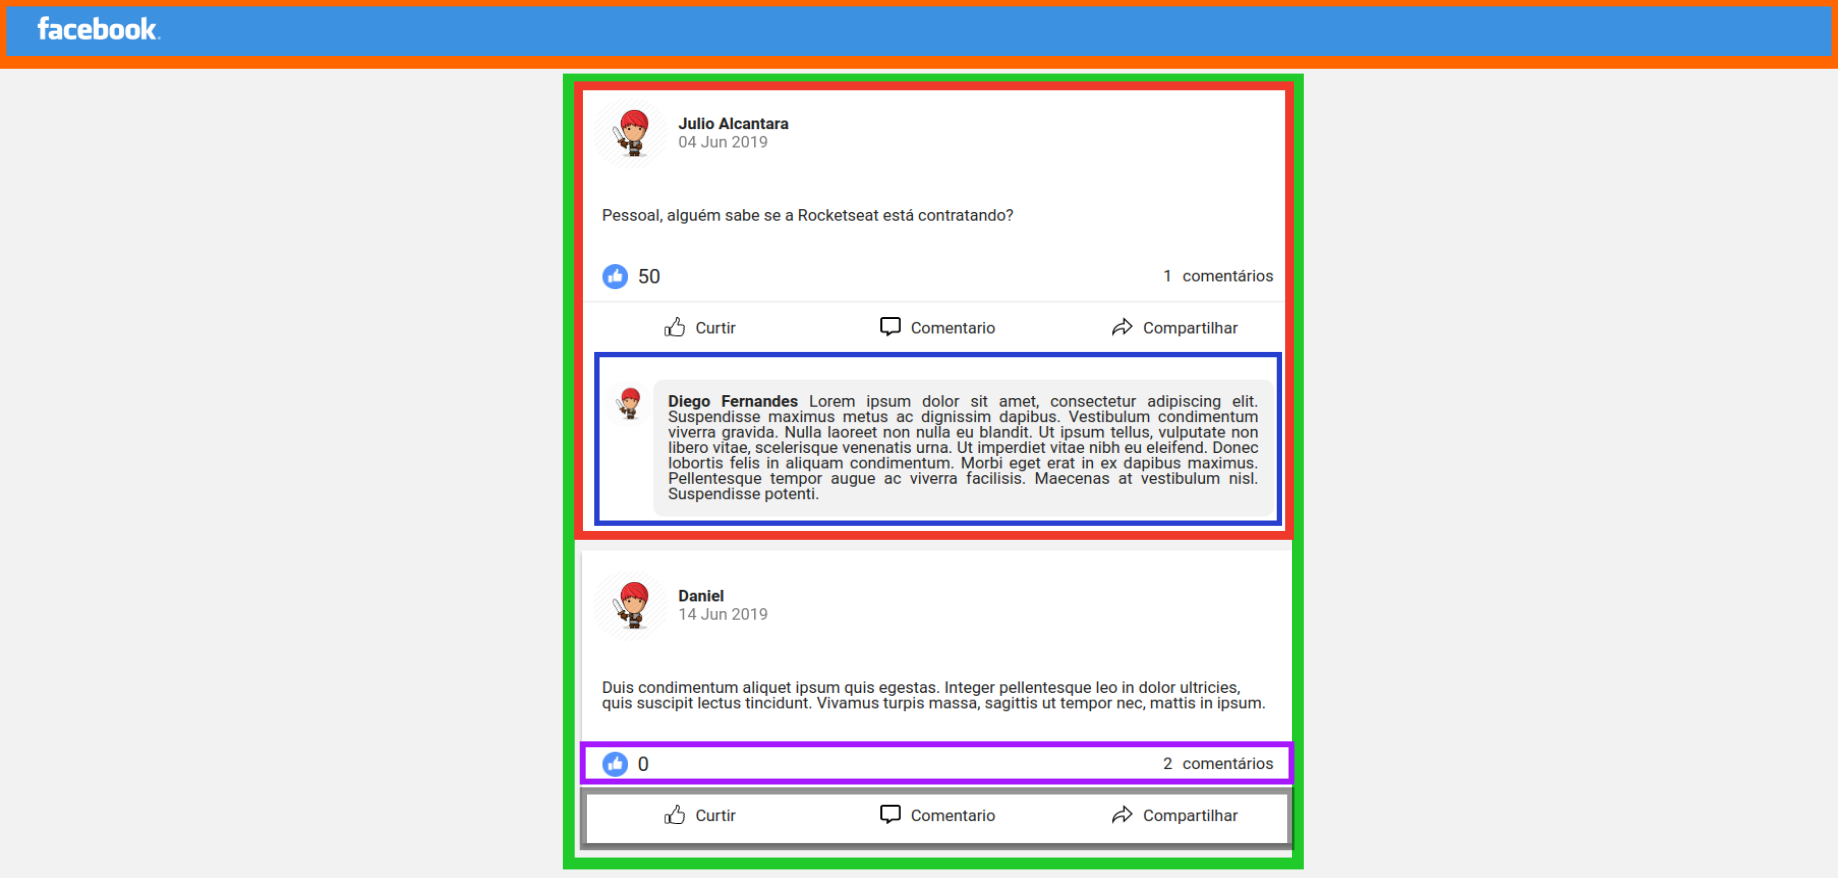 facebook.
Julio Alcantara
04 Jun 2019
Pessoal, alguém sabe se a Rocketseat está contratando?
50
1 comentários
Curtir
Comentario
Compartilhar
Diego Fernandes Lorem ipsum dolor sit amet, consectetur adipiscing elit.
Suspendisse maximus metus ac dignissim dapibus. Vestibulum condimentum
viverra gravida. Nulla laoreet non nulla eu blandit. Ut ipsum tellus, vulputate non
libero vitae, scelerisque venenatis urna. Ut imperdiet vitae nibh eu eleifend. Donec
lobortis felis in aliquam condimentum. Morbi eget erat in ex dapibus maximus.
Pellentesque tempor augue ac viverra facilisis. Maecenas at vestibulum nisl.
Suspendisse potenti.
Daniel
14 Jun 2019
Duis condimentum aliquet ipsum quis egestas. Integer pellentesque leo in dolor ultricies,
quis suscipit lectus tincidunt. Vivamus turpis massa, sagittis ut tempor nec, mattis in ipsum.
0
2 comentários
Curtir
Comentario
Compartilhar